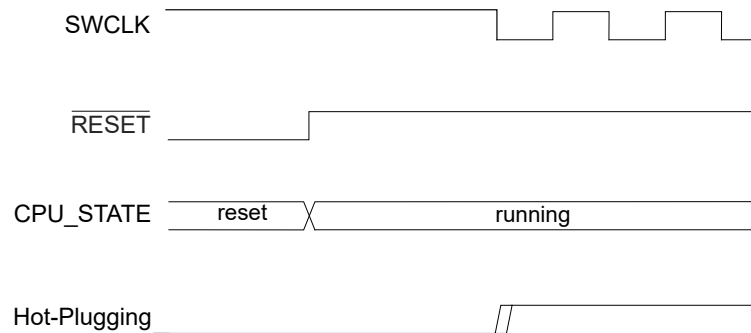 SWCLK
RESET
CPU_STATE reset running
Hot-Plugging